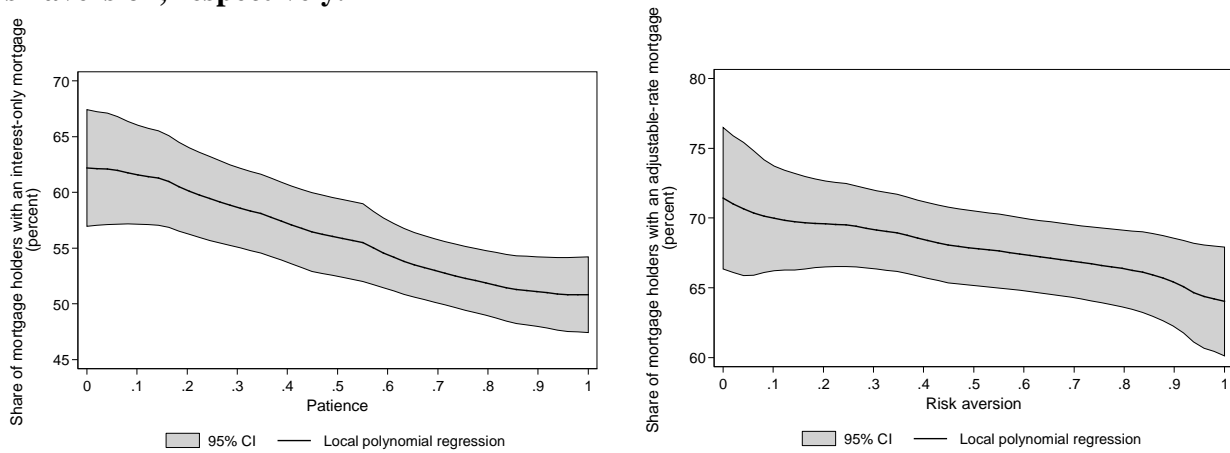 aversion, respectively.
Share of mortgage holders with an interest-only mortgage
(percent)
70
65
60
55
50
45
0 .1 .2 .3 .4 .5 .6 .7 .8 .9 1
Patience
95% CI Local polynomial regression
Share of mortgage holders with an adjustable-rate mortgage
(percent)
80
75
70
65
60
0 .1 .2 .3 .4 .5 .6 .7 .8 .9 1
Risk aversion
95% CI Local polynomial regression